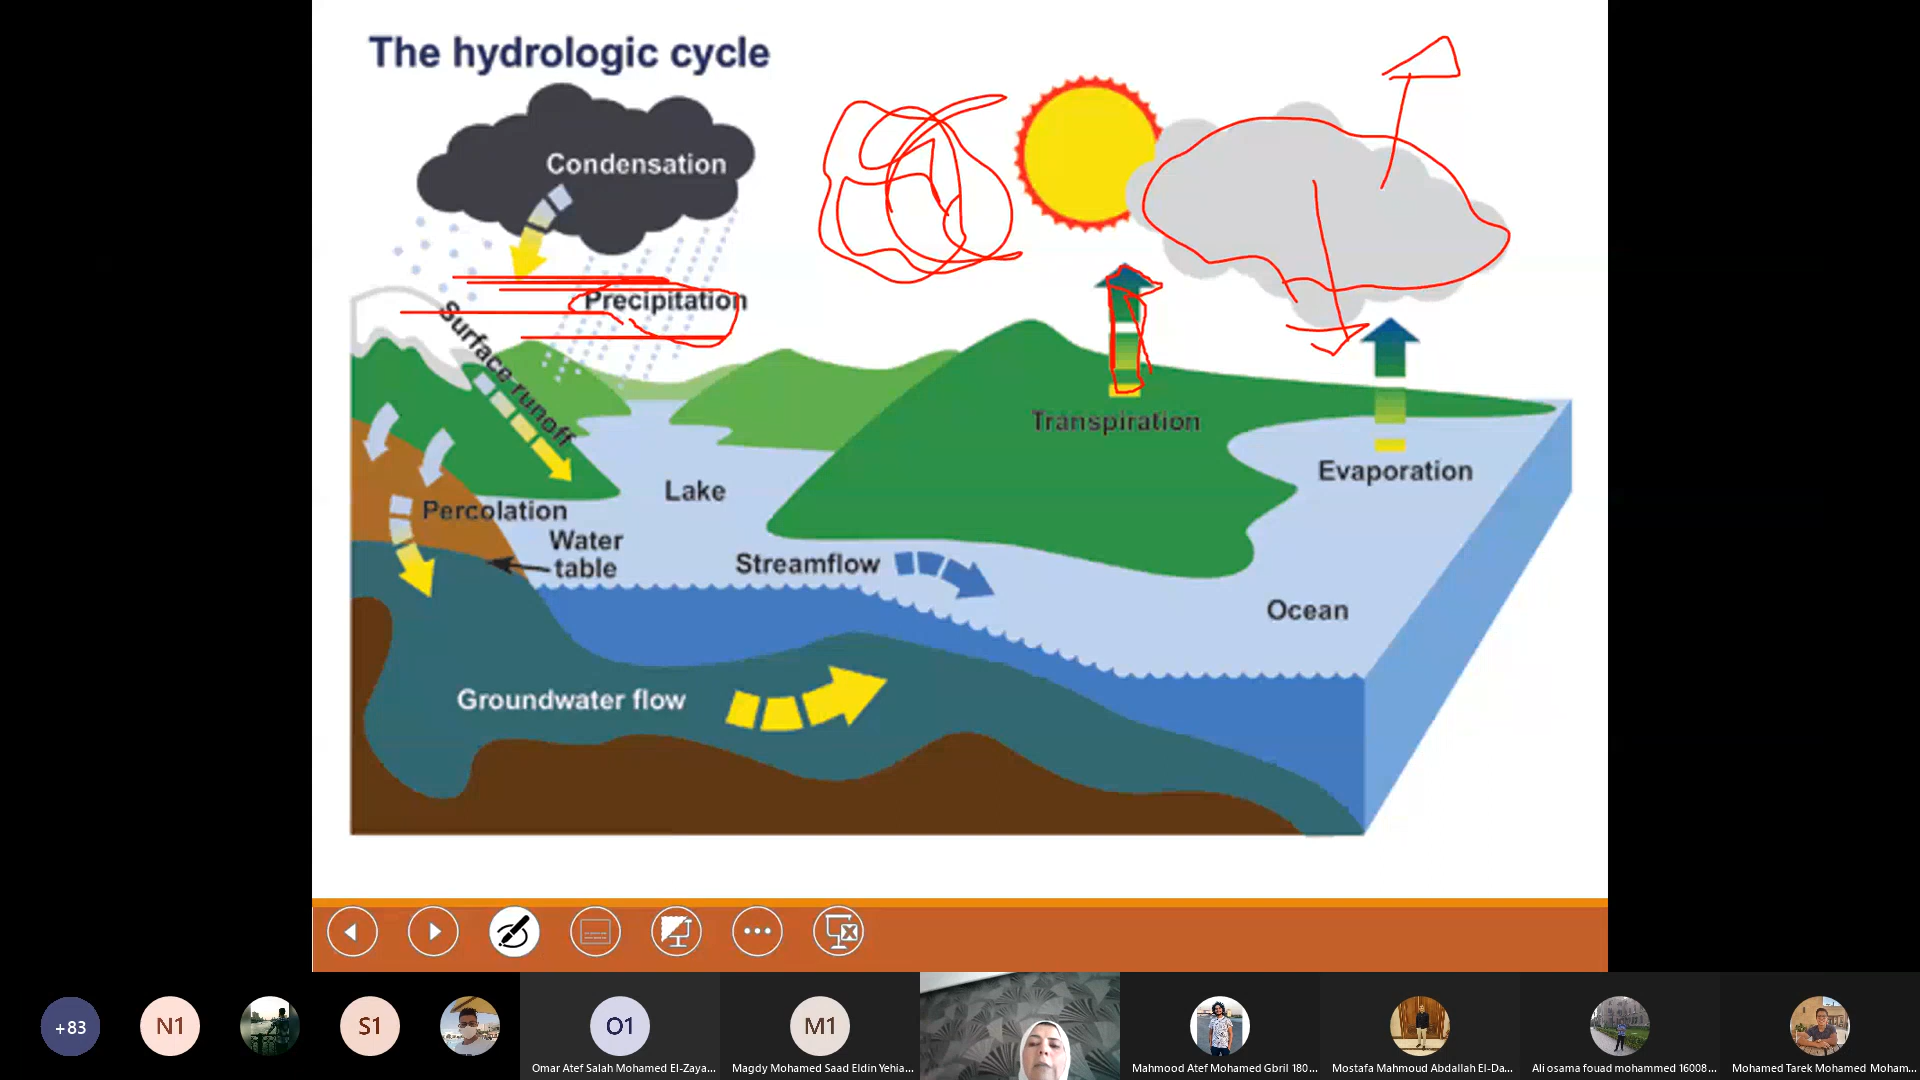 The hydrologic cycle
Condensation
Precipitation
Surface runoff
Transpiration
Evaporation
Lake
Percolation
Water
table
Streamflow
Ocean
Groundwater flow
+83
N1
S1
O1
M1
Omar Atef Salah Mohamed El-Zaya...
Magdy Mohamed Saad Eldin Yehia...
Mahmood Atef Mohamed Gbril 180...
Mostafa Mahmoud Abdallah El-Da...
Ali osama fouad mohammed 16008...
Mohamed Tarek Mohamed Moham...